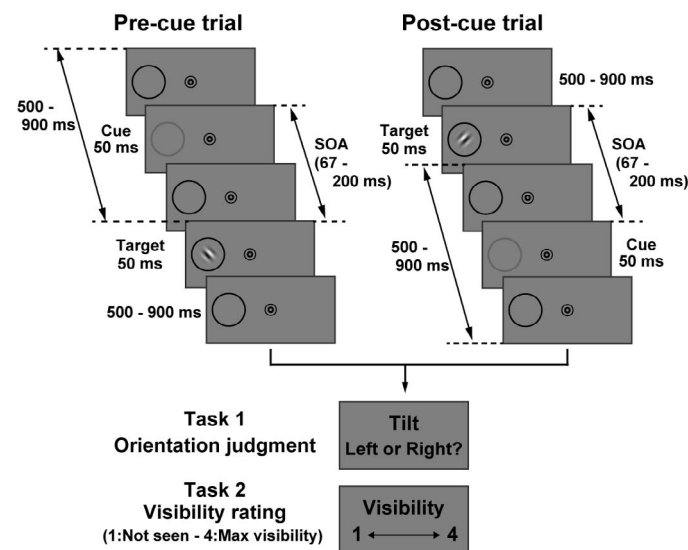 Pre-cue trial
500 -
900 ms
Cue
50 ms
SOA
(67 -
200 ms)
Target
50 ms
500 - 900 ms
Post-cue trial
500 - 900 ms
Target
50 ms
SOA
(67 -
200 ms)
500 -
900 ms
Cue
50 ms
Task 1
Orientation judgment
Tilt
Left or Right?
Task 2
Visibility rating
(1:Not seen - 4:Max visibility)
Visibility
1 4